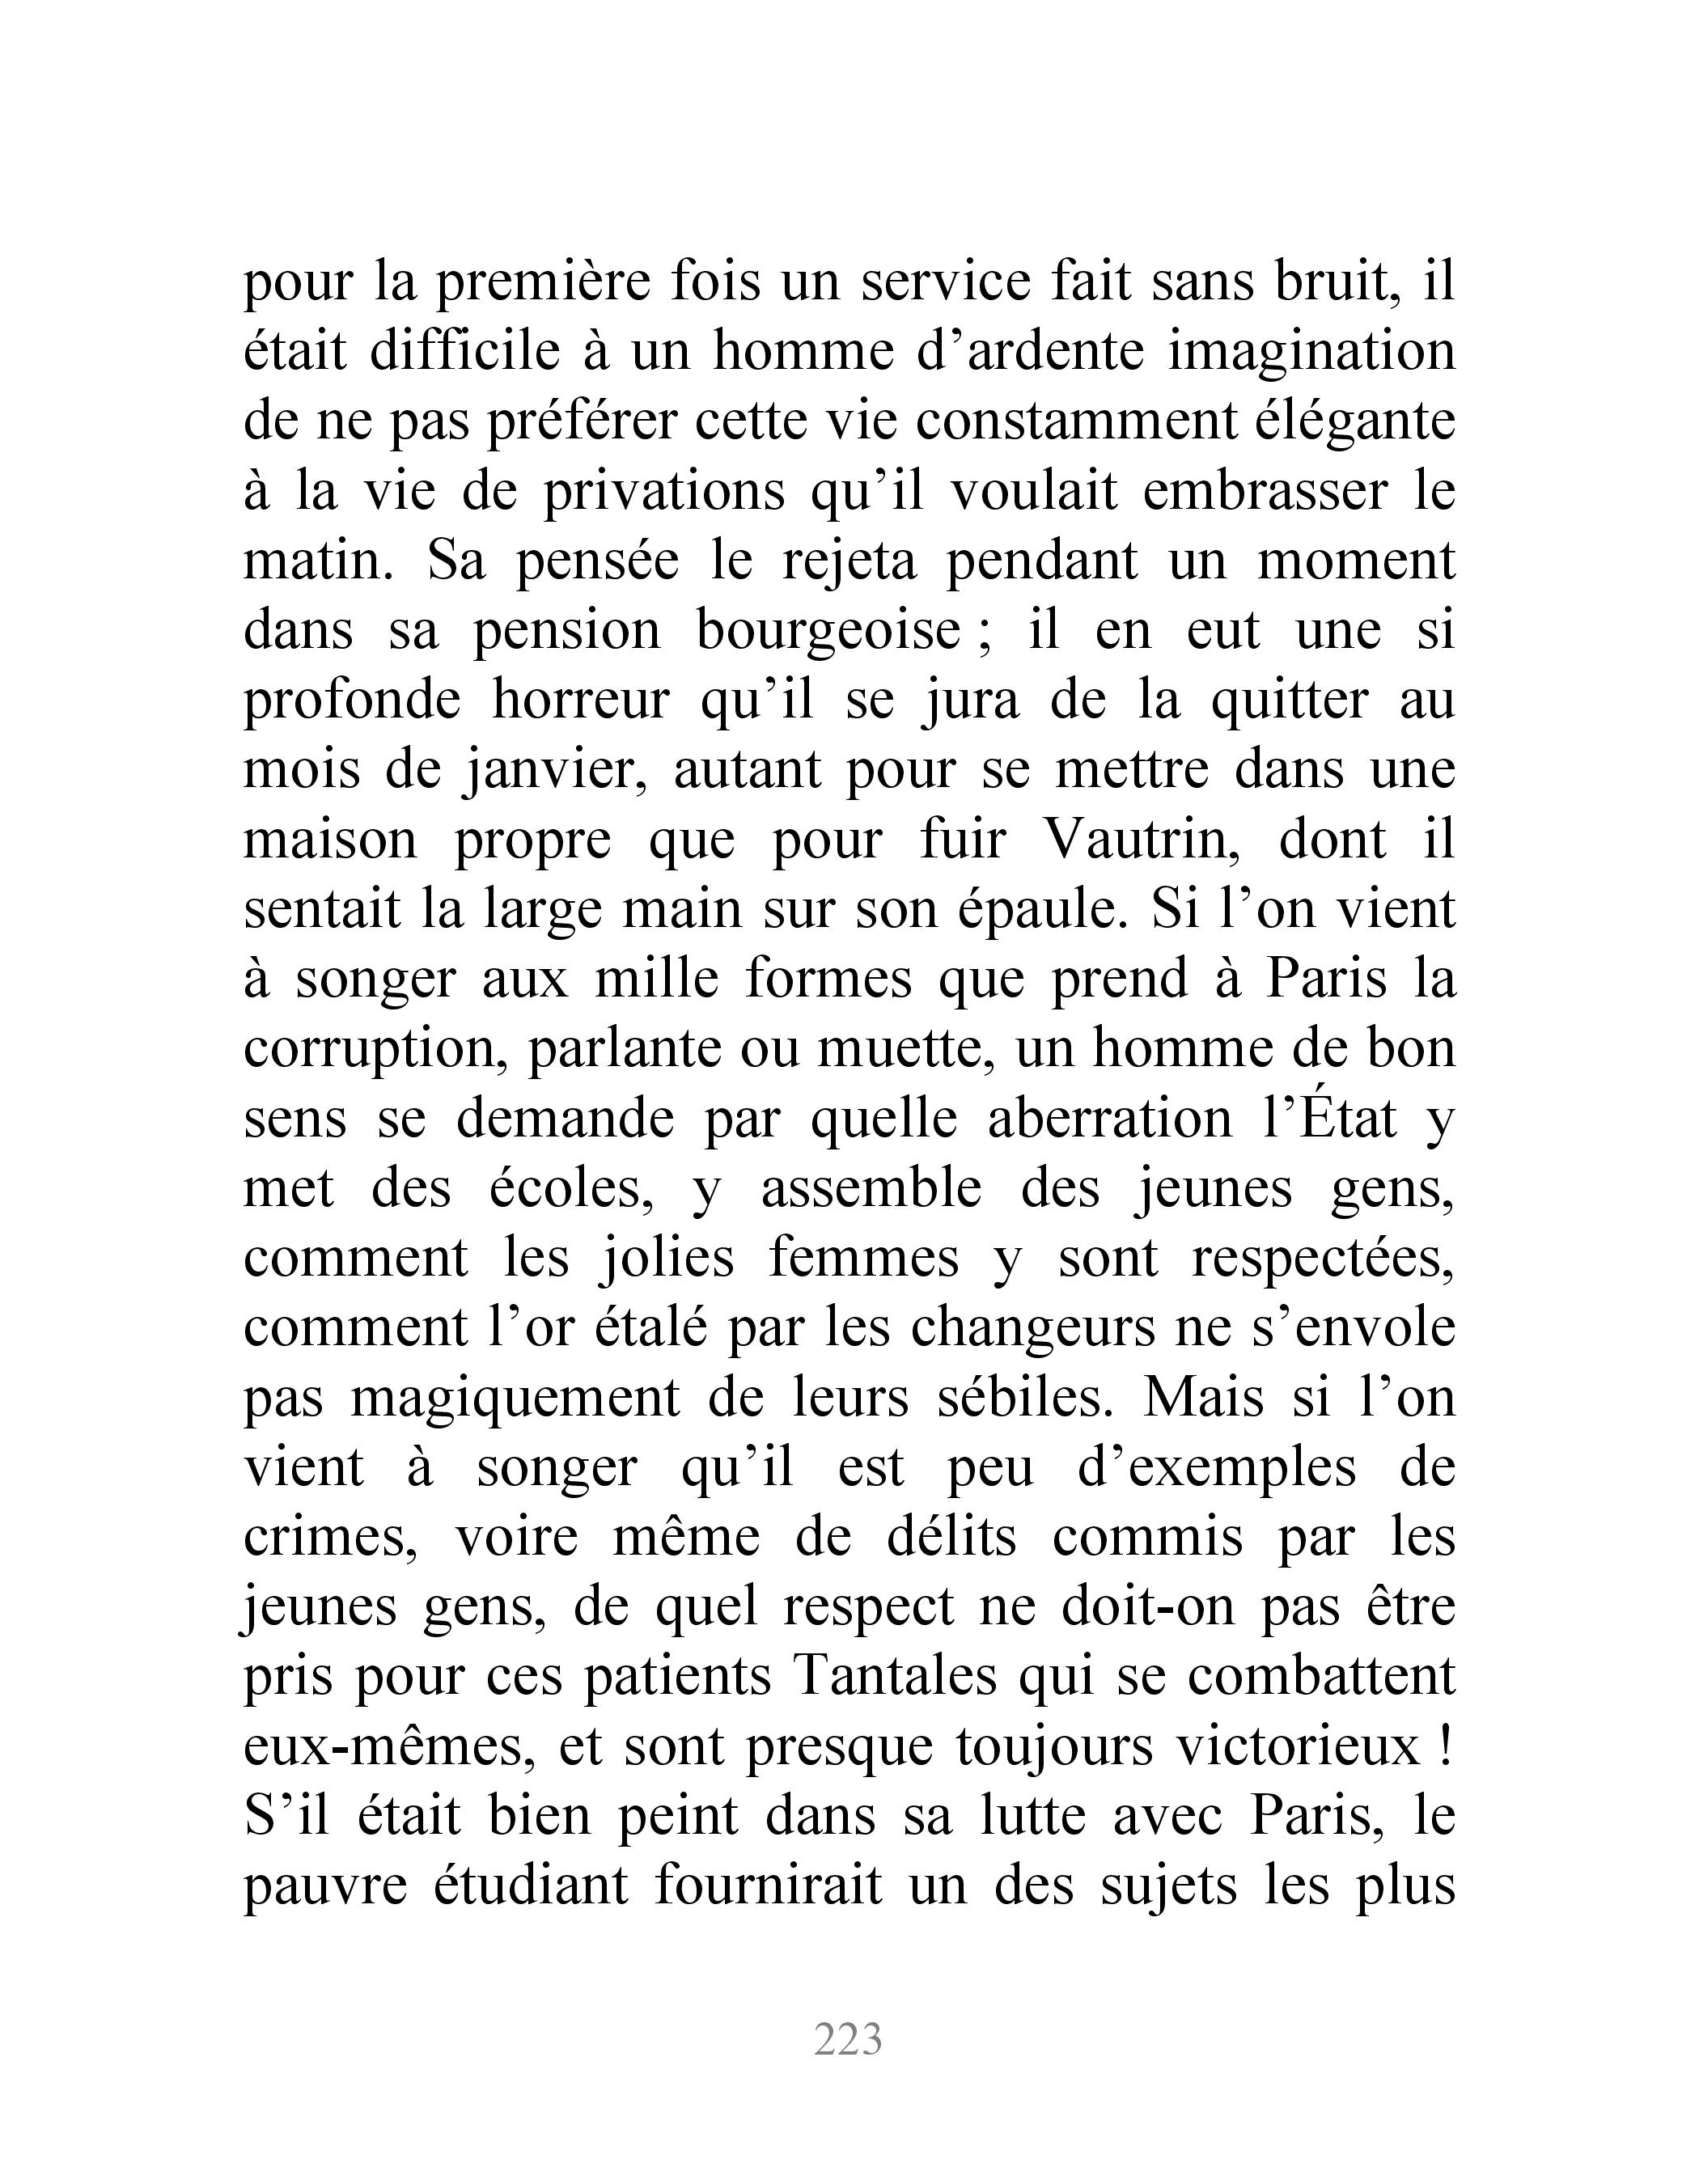 pour la première fois un service fait sans bruit, il
était difficile à un homme d’ardente imagination
de ne pas préférer cette vie constamment élégante
à la vie de privations qu’il voulait embrasser le
matin. Sa pensée le rejeta pendant un moment
dans sa pension bourgeoise ; il en eut une si
profonde horreur qu’il se jura de la quitter au
mois de janvier, autant pour se mettre dans une
maison propre que pour fuir Vautrin, dont il
sentait la large main sur son épaule. Si l’on vient
à songer aux mille formes que prend à Paris la
corruption, parlante ou muette, un homme de bon
sens se demande par quelle aberration l’État y
met des écoles, y assemble des jeunes gens,
comment les jolies femmes y sont respectées,
comment l’or étalé par les changeurs ne s’envole
pas magiquement de leurs sébiles. Mais si l’on
vient à songer qu’il est peu d’exemples de
crimes, voire même de délits commis par les
jeunes gens, de quel respect ne doit-on pas être
pris pour ces patients Tantales qui se combattent
eux-mêmes, et sont presque toujours victorieux !
S’il était bien peint dans sa lutte avec Paris, le
pauvre étudiant fournirait un des sujets les plus
223